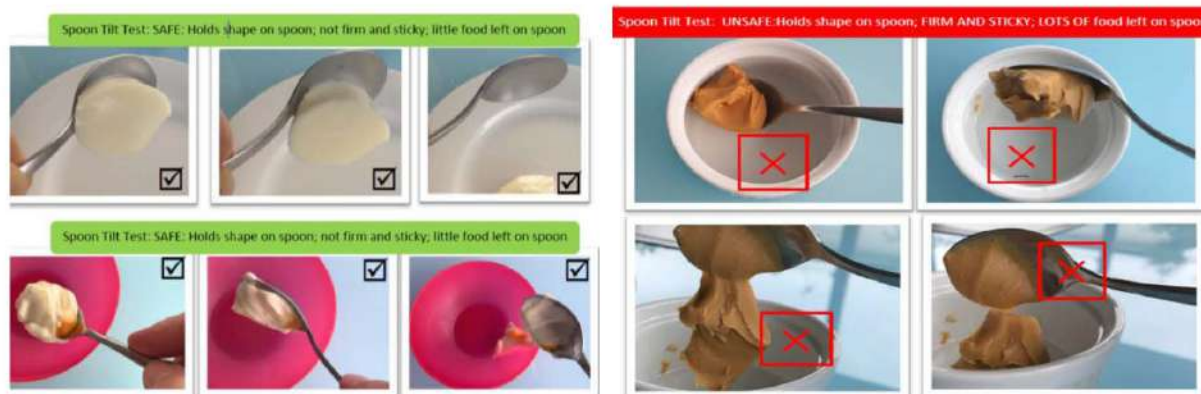 Spoon Tilt Test: SAFE: Holds shape on spoon; not firm and sticky; little food left on spoon
Spoon Tilt Test: UNSAFE:Holds shape on spoon; FIRM AND STICKY; LOTS OF food left on spoo
Spoon Tilt Test: SAFE: Holds shape on spoon; not firm and sticky; little food left on spoon